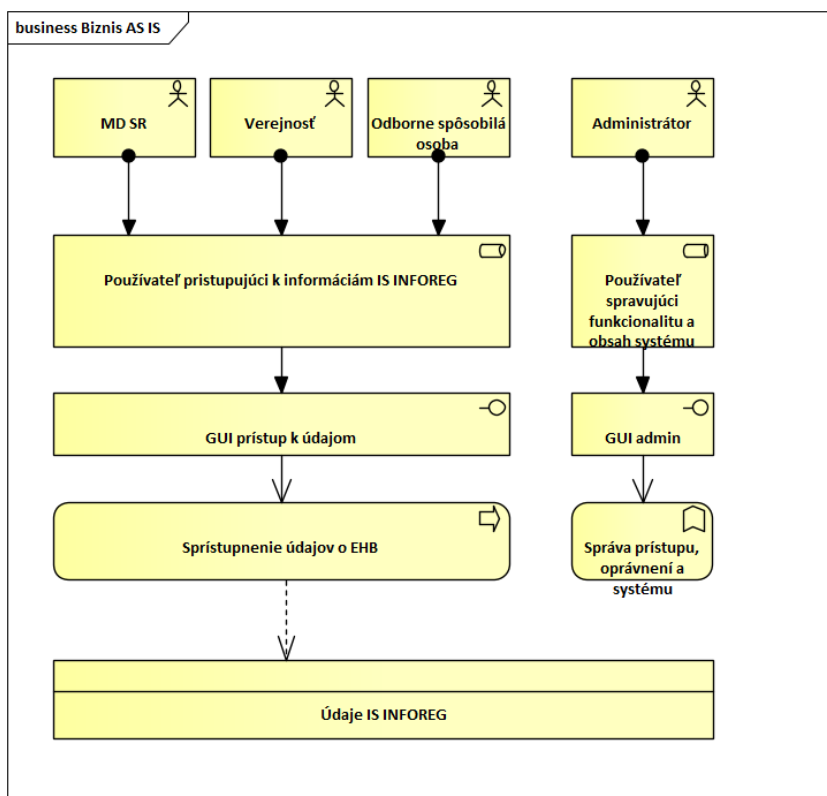 business Biznis AS IS
MD SR
Verejnosť
Odborne spôsobilá
osoba
Administrátor
Používateľ pristupujúci k informáciám IS INFOREG
Používateľ
spravujúci
funkcionalitu a
obsah systému
GUI prístup k údajom
GUI admin
Sprístupnenie údajov o EHB
Správa prístupu,
oprávnení a
systému
Údaje IS INFOREG